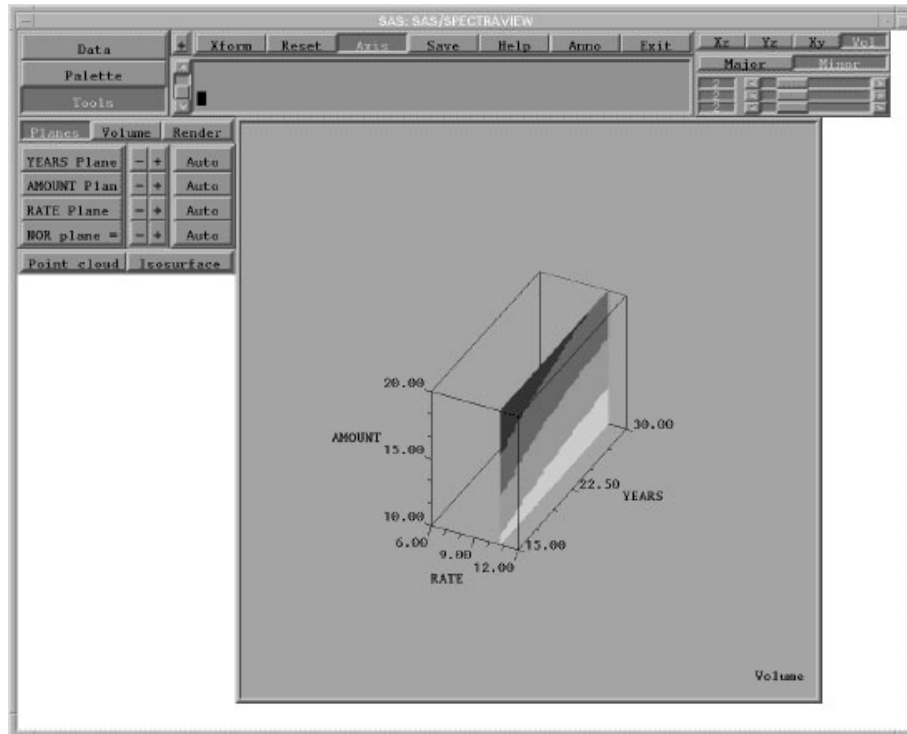 SAS: SAS/SPECTRAVIEW
Data
Palette
Tools
+ Xform Reset Axis Save Help Anno Exit
Xz Yz Xy Vol
Major Minor
2
2
2
Planes Volume Render
YEARS Plane - + Auto
AMOUNT Plan - + Auto
RATE Plane - + Auto
NOR plane = - + Auto
Point cloud Isosurface
20.00
AMOUNT
15.00
10.00
6.00
9.00
12.00
RATE
15.00
22.50
30.00
YEARS
Volume